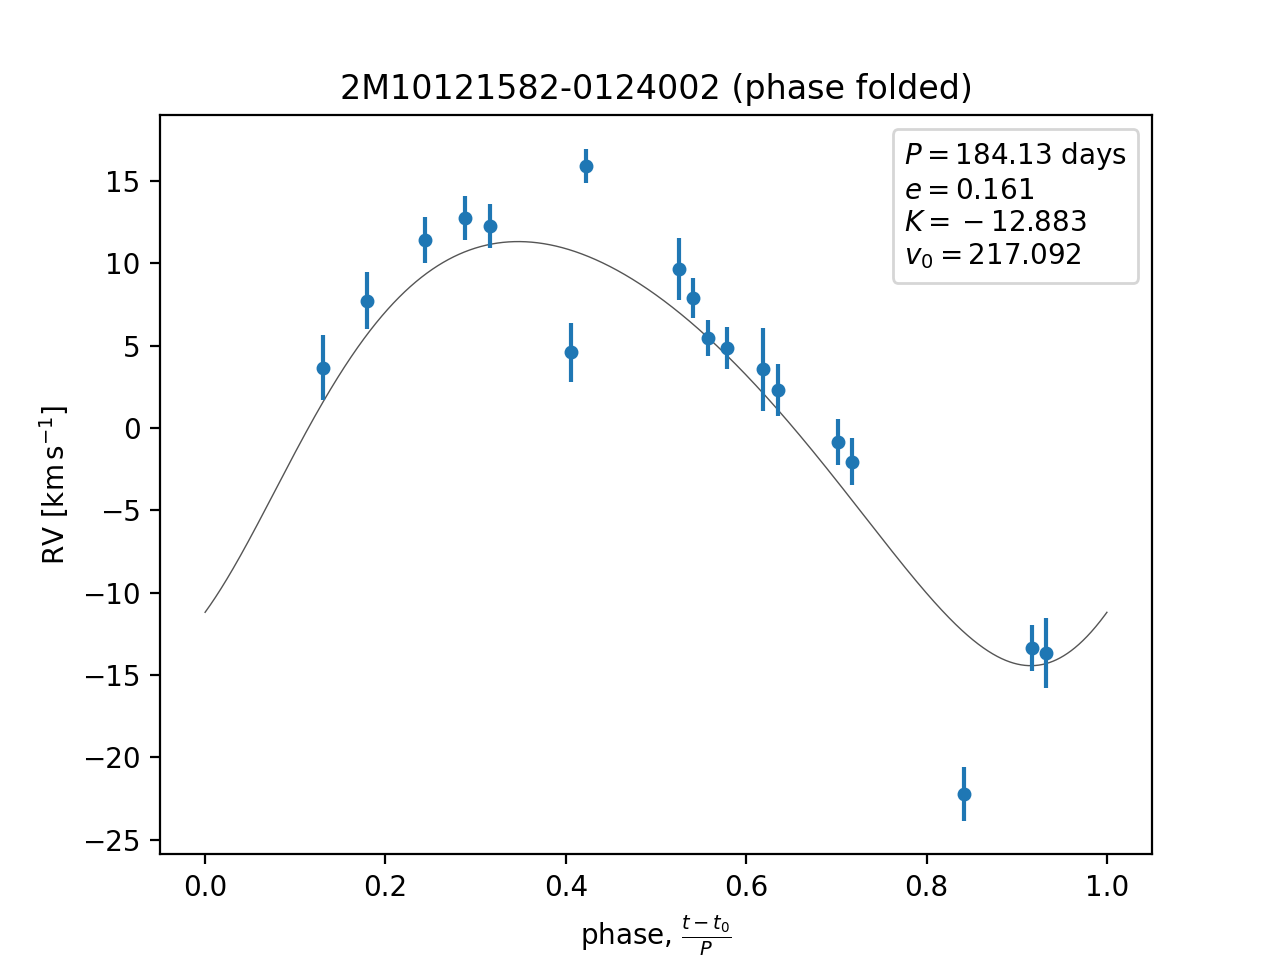 2M10121582-0124002 (phase folded)
P = 184.13 days
e = 0.161
K = −12.883
v₀ = 217.092
RV [km s⁻¹]
15
10
5
0
−5
−10
−15
−20
−25
0.0 0.2 0.4 0.6 0.8 1.0
phase, (t − t₀)/P